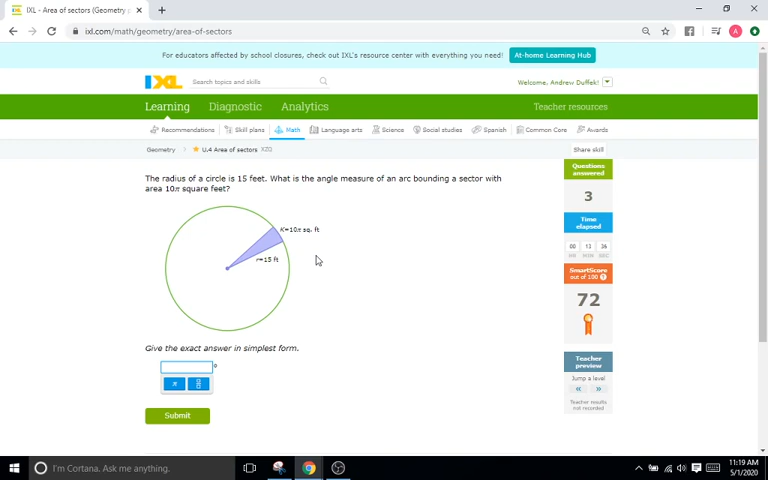 IXL - Area of sectors (Geometry p
ixl.com/math/geometry/area-of-sectors
For educators affected by school closures, check out IXL's resource center with everything you need!
At-home Learning Hub
IXL
Search topics and skills
Welcome, Andrew Duffek!
Learning
Diagnostic
Analytics
Teacher resources
Recommendations
Skill plans
Math
Language arts
Science
Social studies
Spanish
Common Core
Awards
Geometry
U.4 Area of sectors
XZQ
Share skill
The radius of a circle is 15 feet. What is the angle measure of an arc bounding a sector with
area 10π square feet?
K=10π sq. ft
r=15 ft
Give the exact answer in simplest form.
°
π
Submit
Questions
answered
3
Time
elapsed
00 13 36
HR MIN SEC
SmartScore
out of 100 ?
72
Teacher
preview
Jump a level
« »
Teacher results
not recorded
I'm Cortana. Ask me anything.
11:19 AM
5/1/2020